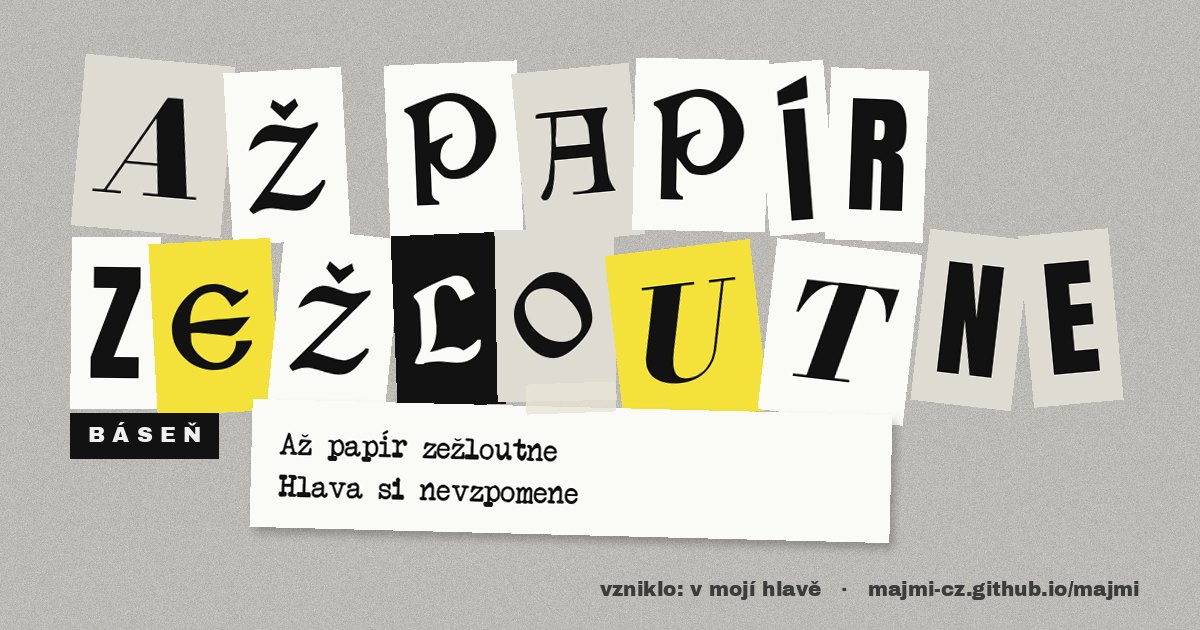 AŽ PAPÍR
ZEŽLOUTNE
BÁSEŇ
Až papír zežloutne
Hlava si nevzpomene
vzniklo: v mojí hlavě · majmi-cz.github.io/majmi